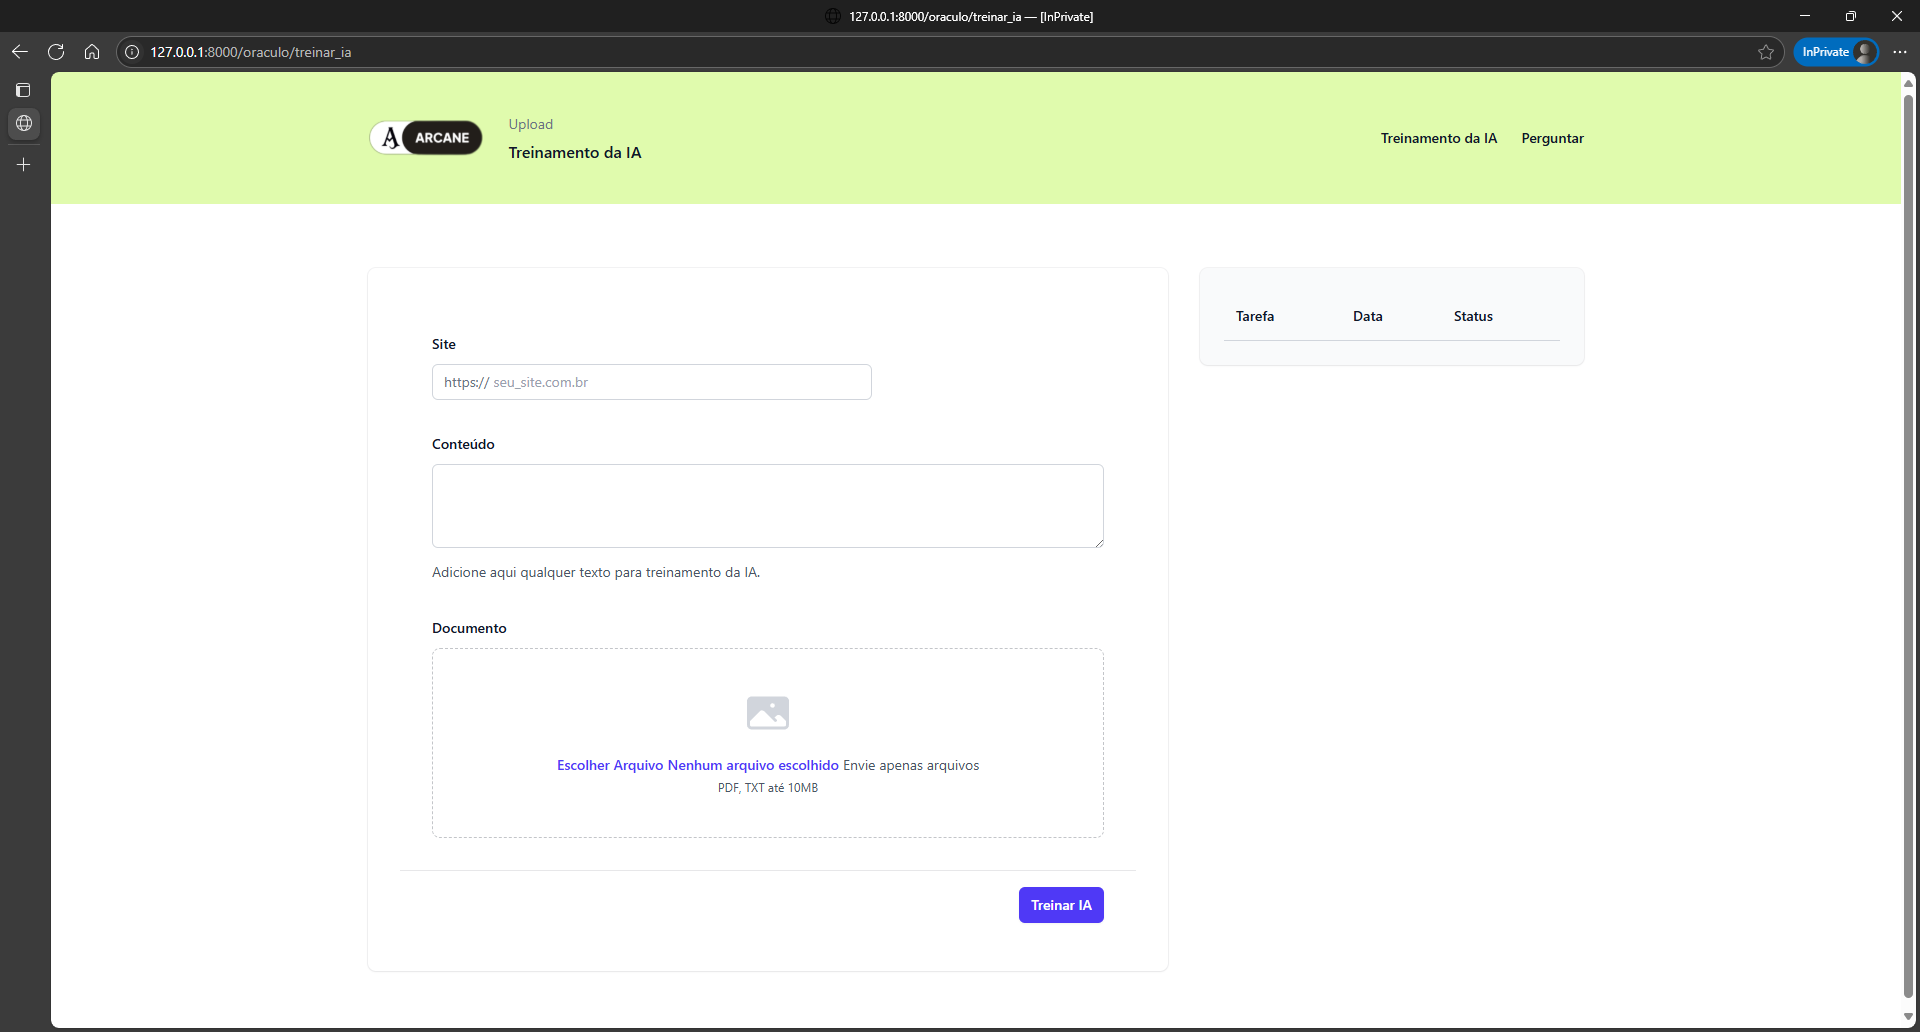 127.0.0.1:8000/oraculo/treinar_ia — [InPrivate]
127.0.0.1:8000/oraculo/treinar_ia
InPrivate
A ARCANE
Upload
Treinamento da IA
Treinamento da IA Perguntar
Site
https:// seu_site.com.br
Conteúdo
Adicione aqui qualquer texto para treinamento da IA.
Documento
Escolher Arquivo Nenhum arquivo escolhido Envie apenas arquivos
PDF, TXT até 10MB
Treinar IA
Tarefa Data Status